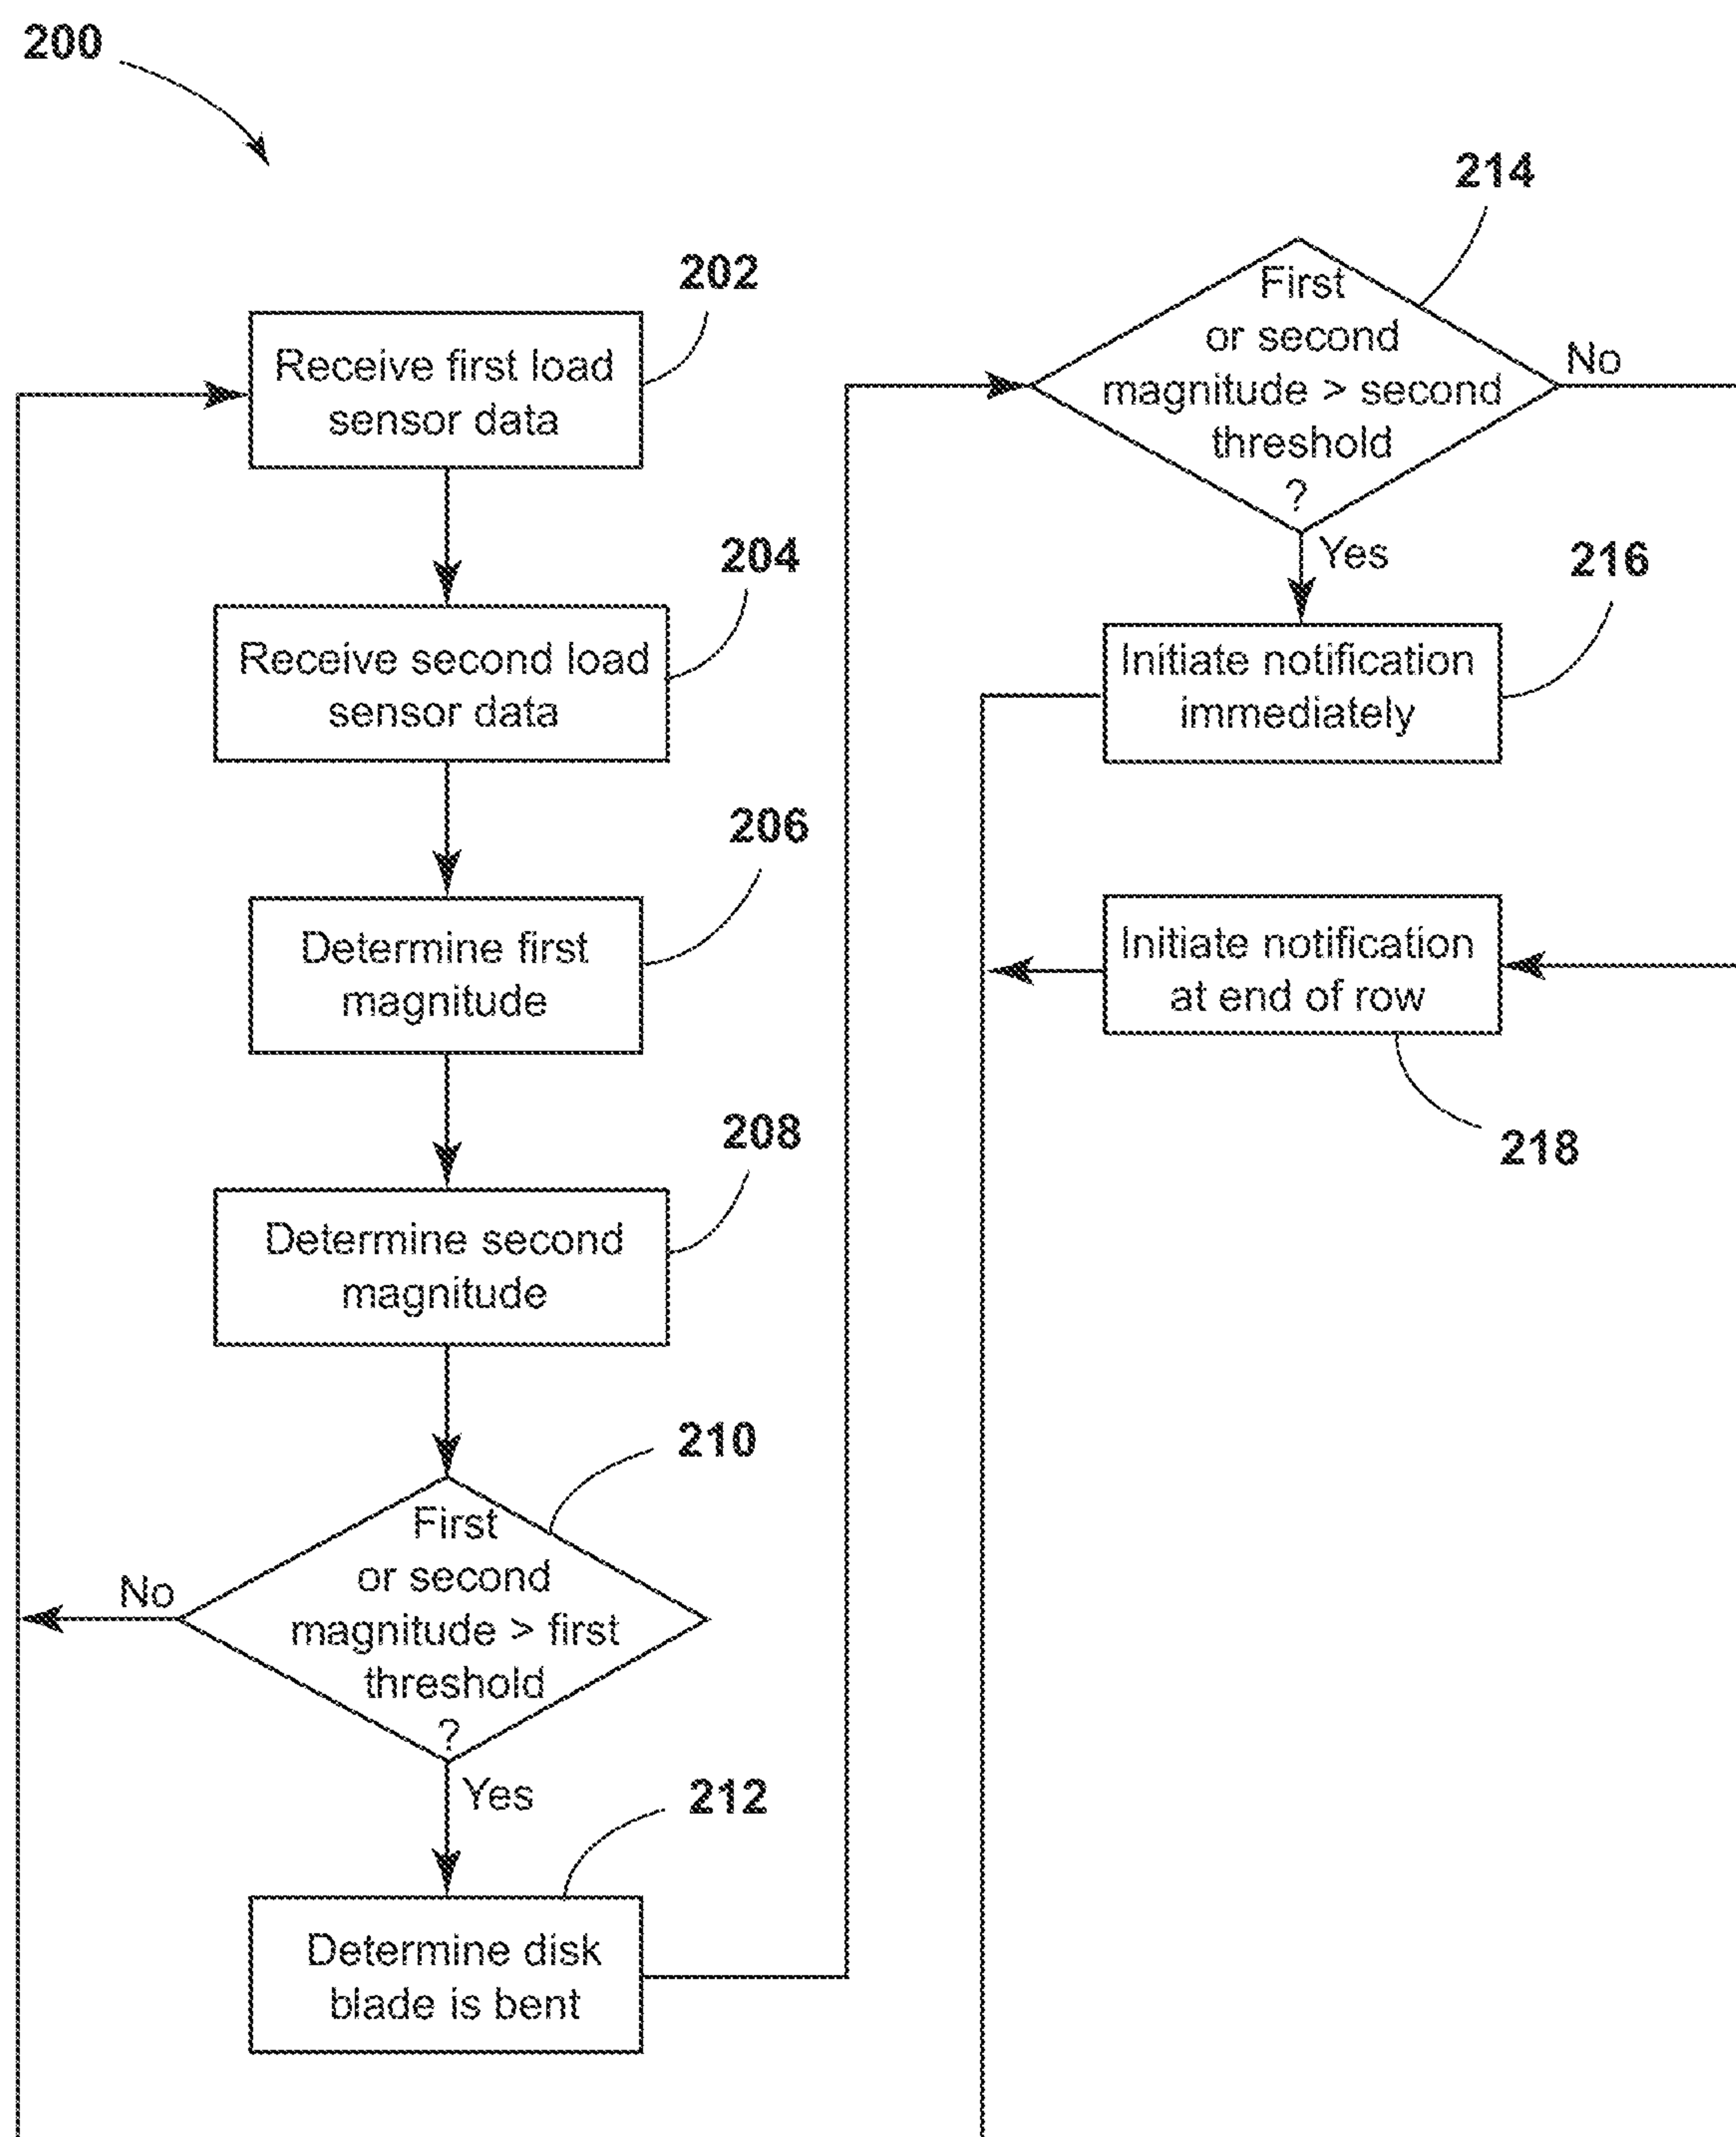 200
202
Receive first load
sensor data
204
Receive second load
sensor data
206
Determine first
magnitude
208
Determine second
magnitude
210
First
or second
magnitude > first
threshold
?
No
Yes
212
Determine disk
blade is bent
214
First
or second
magnitude > second
threshold
?
No
Yes
216
Initiate notification
immediately
Initiate notification
at end of row
218